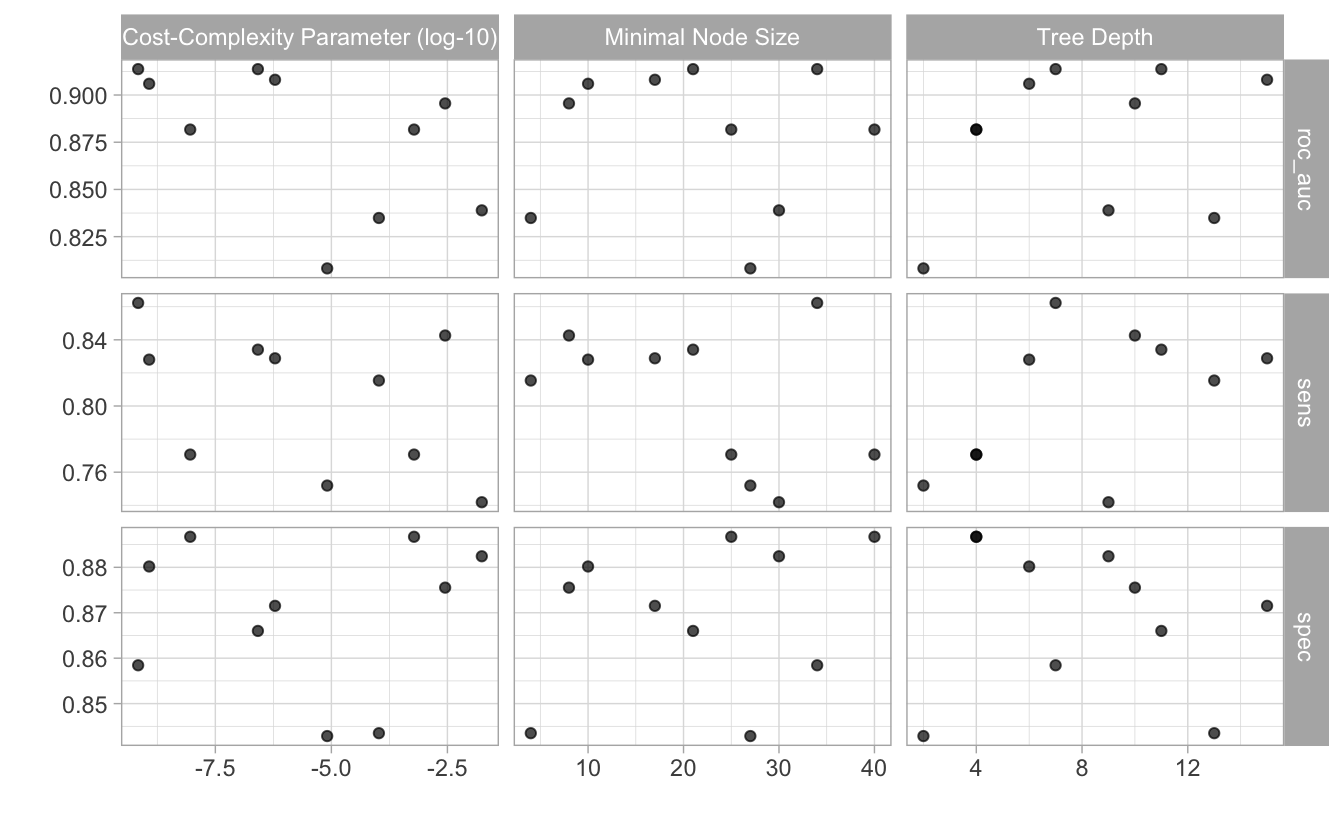 Cost-Complexity Parameter (log-10) Minimal Node Size Tree Depth
0.900
0.875
0.850
0.825
roc_auc
0.84
0.80
0.76
sens
0.88
0.87
0.86
0.85
spec
-7.5 -5.0 -2.5 10 20 30 40 4 8 12